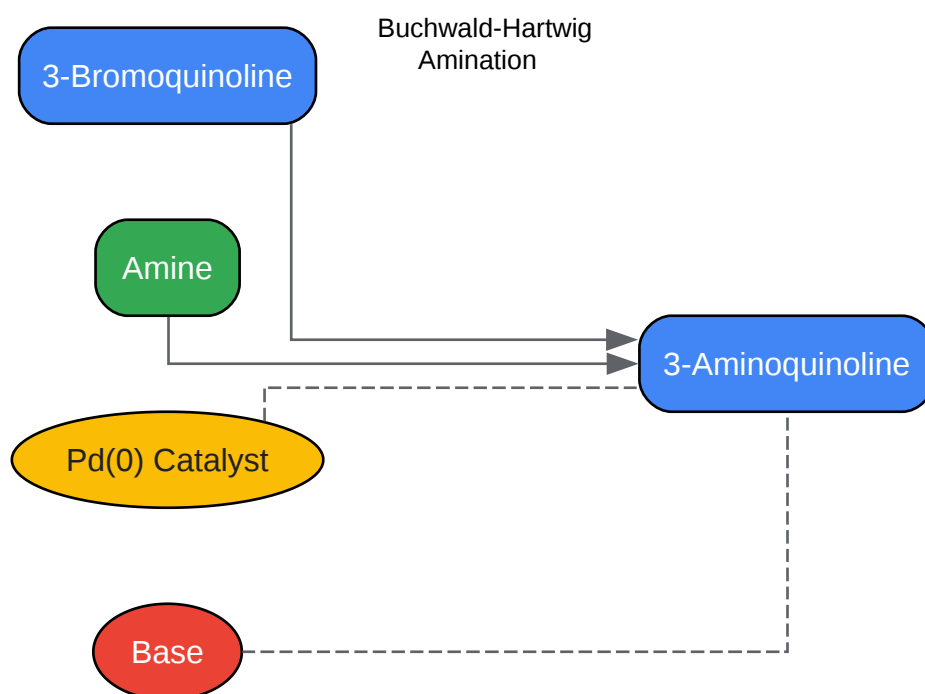 Buchwald-Hartwig
Amination
3-Bromoquinoline
Amine
3-Aminoquinoline
Pd(0) Catalyst
Base